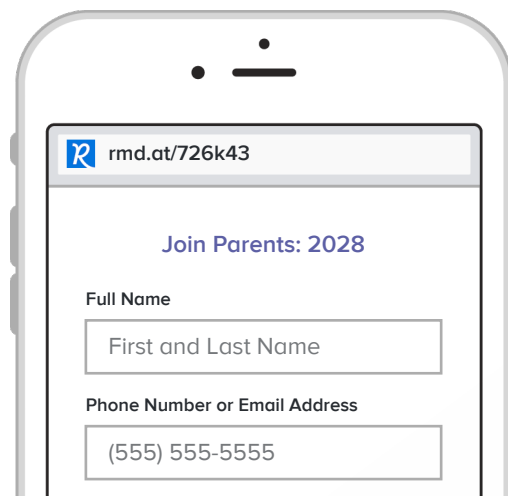 rmd.at/726k43
Join Parents: 2028
Full Name
First and Last Name
Phone Number or Email Address
(555) 555-5555